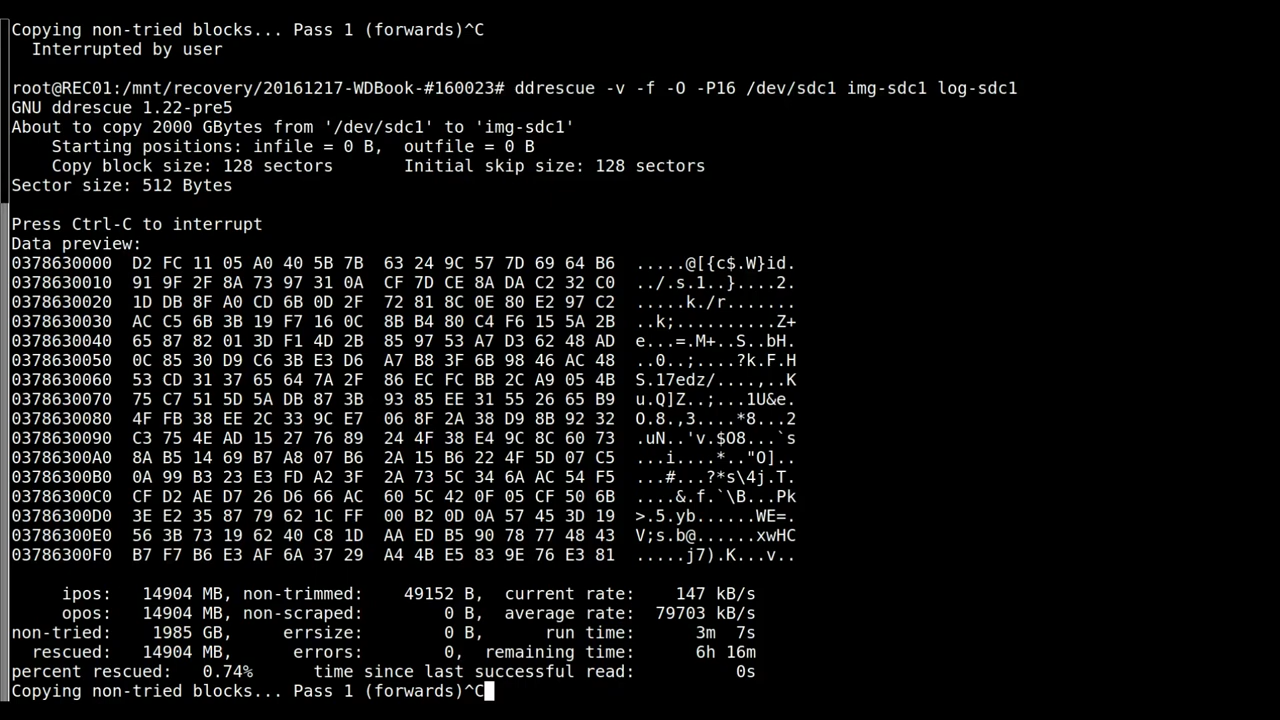 Copying non-tried blocks... Pass 1 (forwards)^C
  Interrupted by user
root@REC01:/mnt/recovery/20161217-WDBook-#160023# ddrescue -v -f -O -P16 /dev/sdc1 img-sdc1 log-sdc1
GNU ddrescue 1.22-pre5
About to copy 2000 GBytes from '/dev/sdc1' to 'img-sdc1'
    Starting positions: infile = 0 B,  outfile = 0 B
    Copy block size: 128 sectors       Initial skip size: 128 sectors
Sector size: 512 Bytes
Press Ctrl-C to interrupt
Data preview:
0378630000  D2 FC 11 05 A0 40 5B 7B  63 24 9C 57 7D 69 64 B6  .....@[{c$.W}id.
0378630010  91 9F 2F 8A 73 97 31 0A  CF 7D CE 8A DA C2 32 C0  ../.s.1..}....2.
0378630020  1D DB 8F A0 CD 6B 0D 2F  72 81 8C 0E 80 E2 97 C2  .....k./r.......
0378630030  AC C5 6B 3B 19 F7 16 0C  8B B4 80 C4 F6 15 5A 2B  ..k;..........Z+
0378630040  65 87 82 01 3D F1 4D 2B  85 97 53 A7 D3 62 48 AD  e...=.M+..S..bH.
0378630050  0C 85 30 D9 C6 3B E3 D6  A7 B8 3F 6B 98 46 AC 48  ..0..;....?k.F.H
0378630060  53 CD 31 37 65 64 7A 2F  86 EC FC BB 2C A9 05 4B  S.17edz/....,..K
0378630070  75 C7 51 5D 5A DB 87 3B  93 85 EE 31 55 26 65 B9  u.Q]Z..;...1U&e.
0378630080  4F FB 38 EE 2C 33 9C E7  06 8F 2A 38 D9 8B 92 32  O.8.,3....*8...2
0378630090  C3 75 4E AD 15 27 76 89  24 4F 38 E4 9C 8C 60 73  .uN..'v.$O8...`s
03786300A0  8A B5 14 69 B7 A8 07 B6  2A 15 B6 22 4F 5D 07 C5  ...i....*.."O]..
03786300B0  0A 99 B3 23 E3 FD A2 3F  2A 73 5C 34 6A AC 54 F5  ...#...?*s\4j.T.
03786300C0  CF D2 AE D7 26 D6 66 AC  60 5C 42 0F 05 CF 50 6B  ....&.f.`\B...Pk
03786300D0  3E E2 35 87 79 62 1C FF  00 B2 0D 0A 57 45 3D 19  >.5.yb......WE=.
03786300E0  56 3B 73 19 62 40 C8 1D  AA ED B5 90 78 77 48 43  V;s.b@......xwHC
03786300F0  B7 F7 B6 E3 AF 6A 37 29  A4 4B E5 83 9E 76 E3 81  .....j7).K...v..
     ipos:   14904 MB, non-trimmed:    49152 B,  current rate:    147 kB/s
     opos:   14904 MB, non-scraped:        0 B,  average rate:  79703 kB/s
non-tried:    1985 GB,     errsize:        0 B,      run time:      3m  7s
  rescued:   14904 MB,      errors:        0,  remaining time:      6h 16m
percent rescued:   0.74%      time since last successful read:          0s
Copying non-tried blocks... Pass 1 (forwards)^C